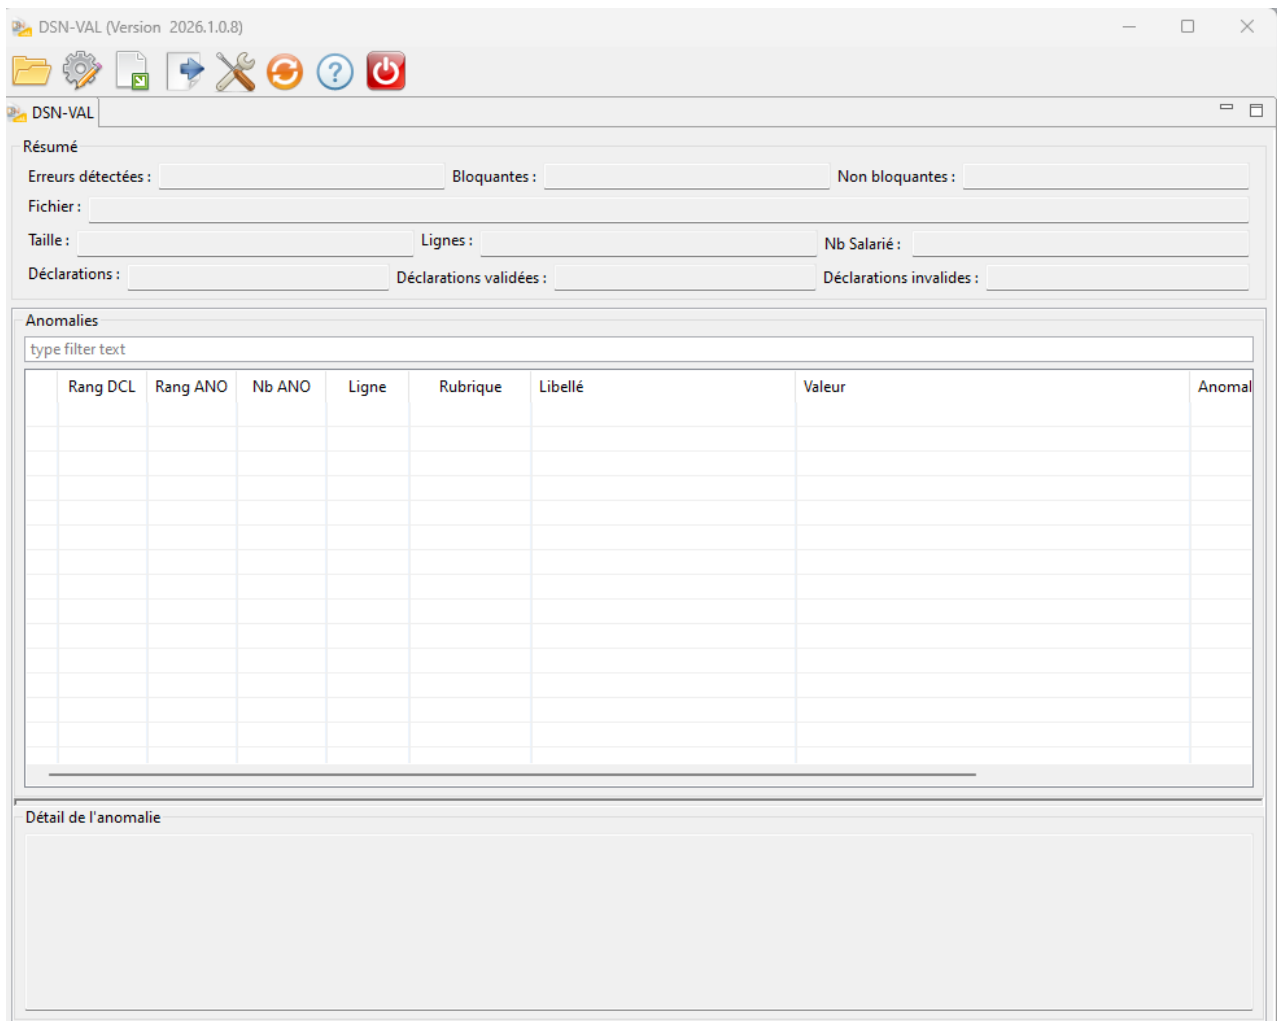 DSN-VAL (Version 2026.1.0.8)
DSN-VAL
Résumé
Erreurs détectées : Bloquantes : Non bloquantes :
Fichier :
Taille : Lignes : Nb Salarié :
Déclarations : Déclarations validées : Déclarations invalides :
Anomalies
type filter text
Rang DCL Rang ANO Nb ANO Ligne Rubrique Libellé Valeur Anomal
Détail de l'anomalie